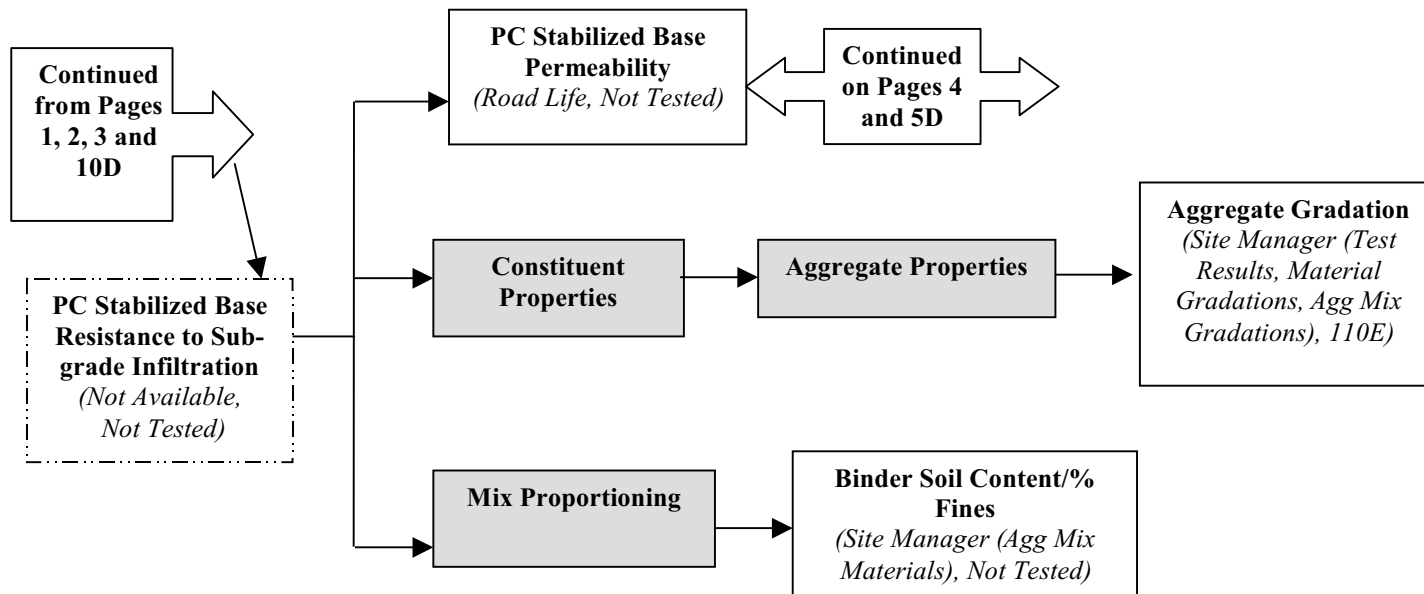 Continued
from Pages
1, 2, 3 and
10D
PC Stabilized Base
Permeability
(Road Life, Not Tested)
Continued
on Pages 4
and 5D
PC Stabilized Base
Resistance to Sub-
grade Infiltration
(Not Available,
Not Tested)
Constituent
Properties
Aggregate Properties
Aggregate Gradation
(Site Manager (Test
Results, Material
Gradations, Agg Mix
Gradations), 110E)
Mix Proportioning
Binder Soil Content/%
Fines
(Site Manager (Agg Mix
Materials), Not Tested)